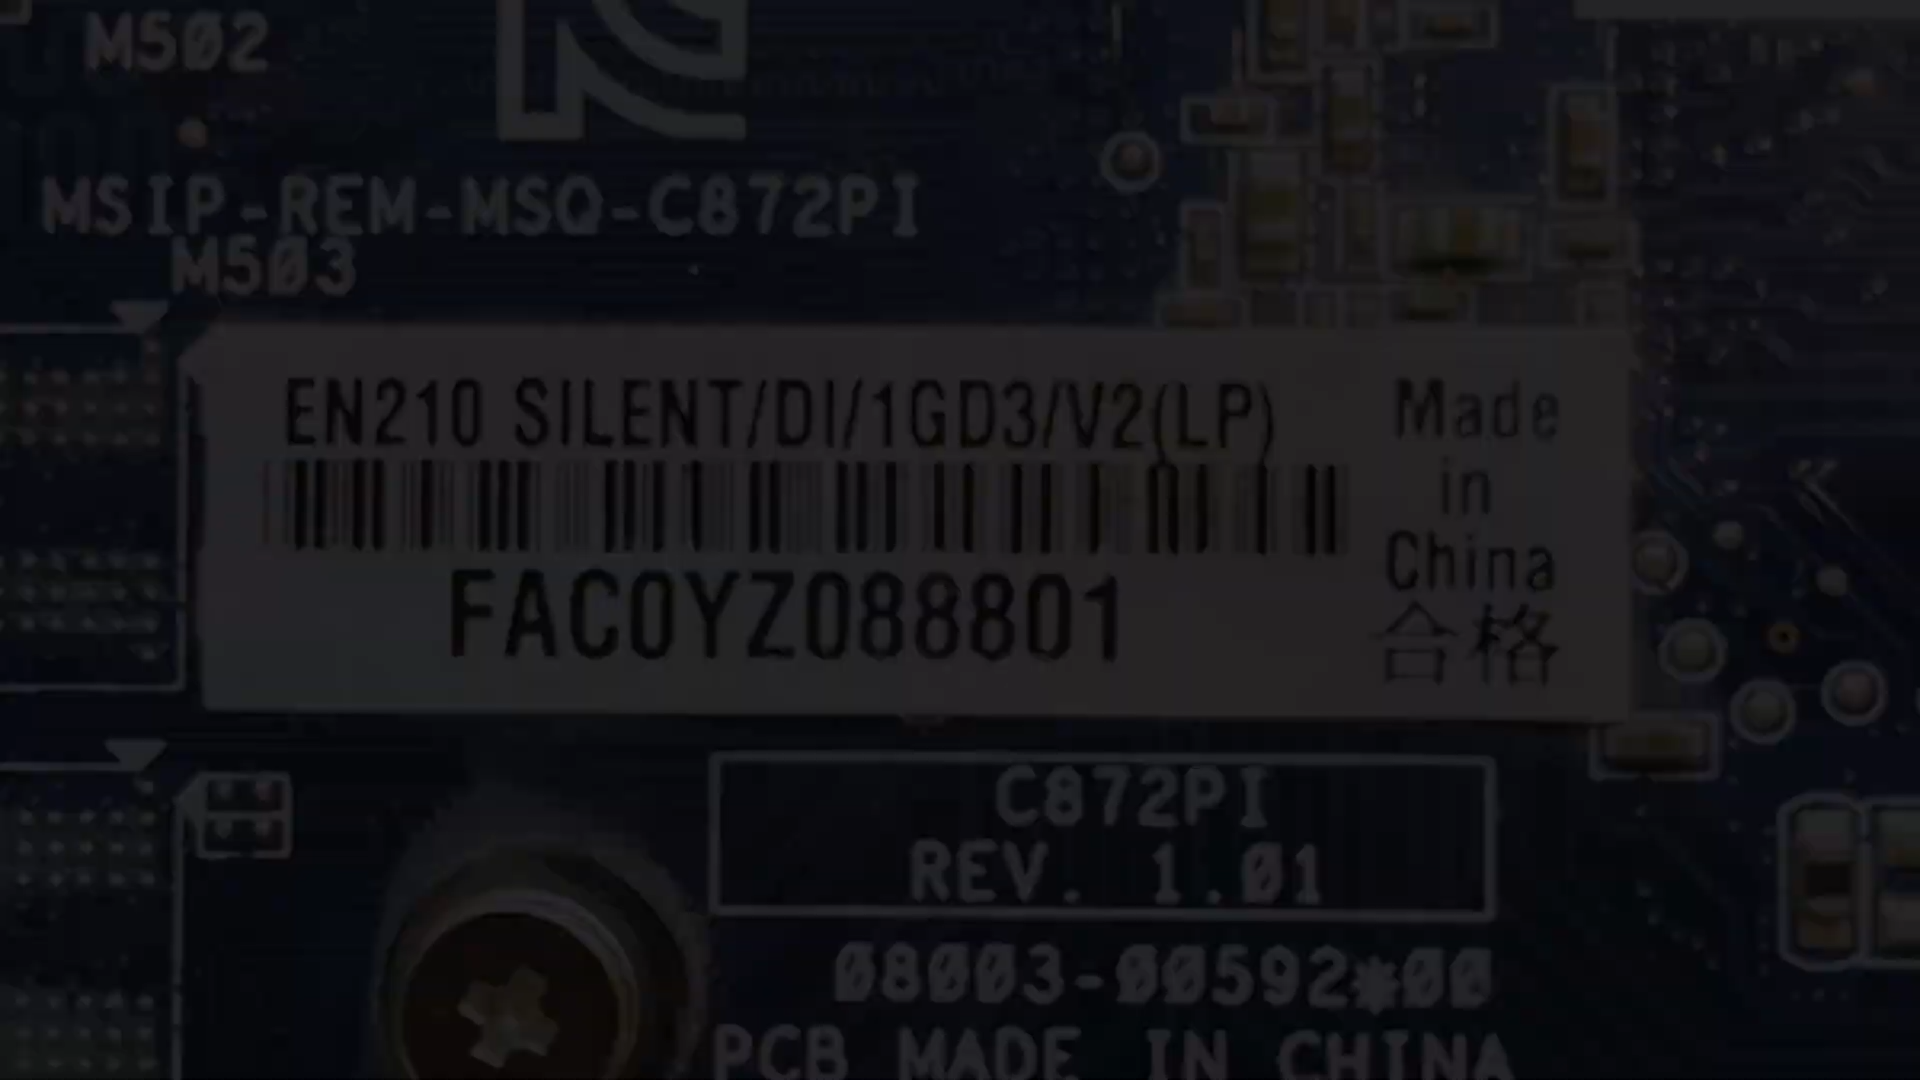 M502
MSIP-REM-MSQ-C872PI
M503
EN210 SILENT/DI/1GD3/V2(LP)
FAC0YZ088801
Made
in
China
合格
C872PI
REV. 1.01
08003-00592*00
PCB MADE IN CHINA